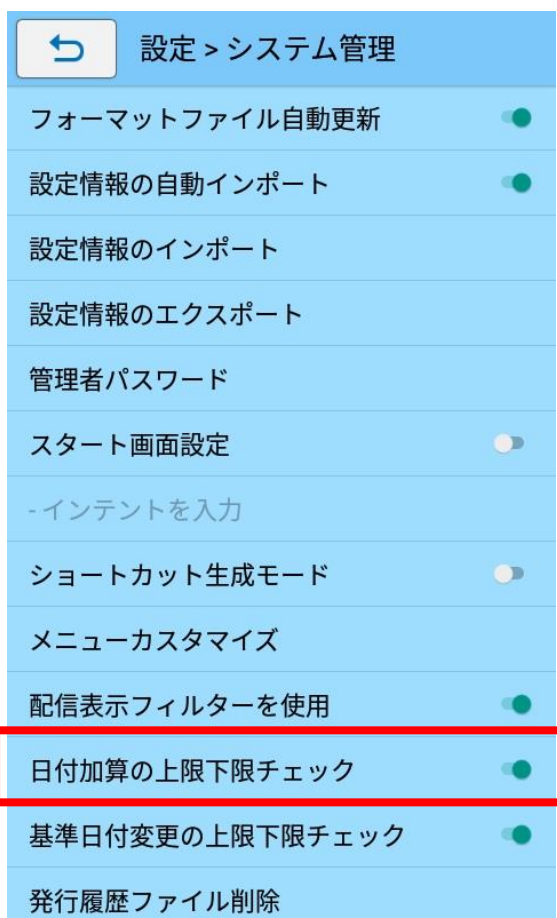 設定 > システム管理
フォーマットファイル自動更新
設定情報の自動インポート
設定情報のインポート
設定情報のエクスポート
管理者パスワード
スタート画面設定
- インテントを入力
ショートカット生成モード
メニューカスタマイズ
配信表示フィルターを使用
日付加算の上限下限チェック
基準日付変更の上限下限チェック
発行履歴ファイル削除